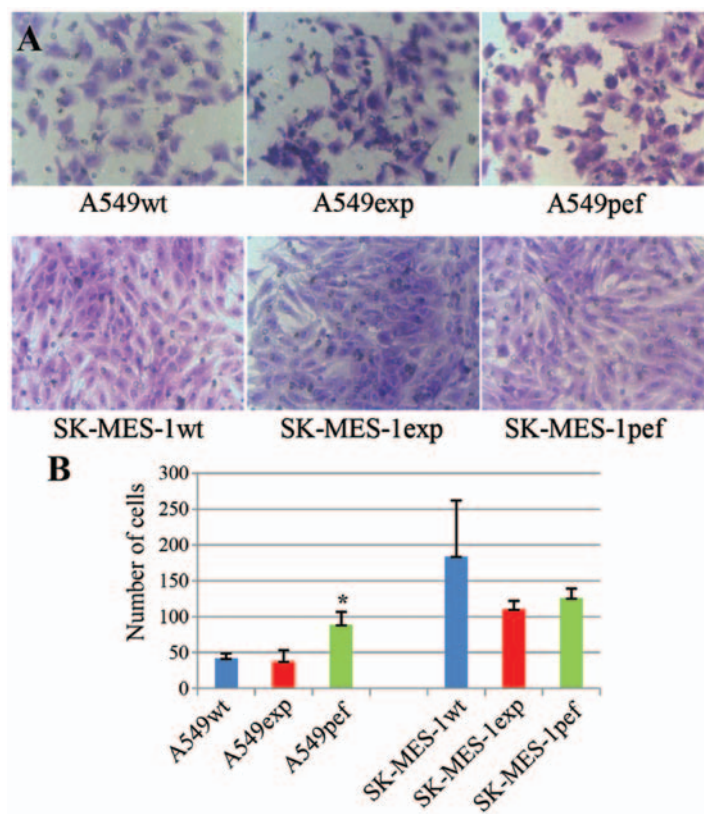 A
A549wt A549exp A549pef
SK-MES-1wt SK-MES-1exp SK-MES-1pef
B
Number of cells
300
250
200
150
100
50
0
*
A549wt
A549exp
A549pef
SK-MES-1wt
SK-MES-1exp
SK-MES-1pef